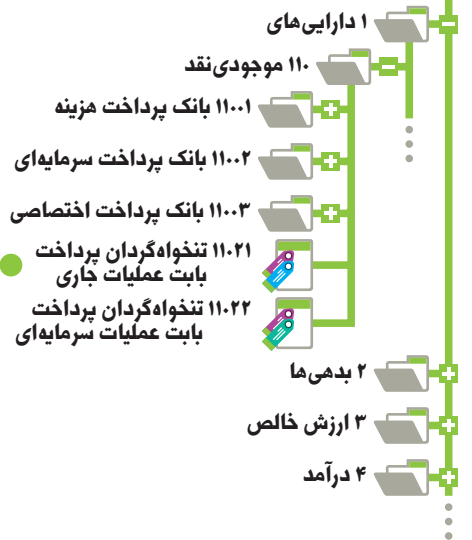 ۱ دارایی‌های
۱۱۰ موجودی‌نقد
۱۱۰۰۱ بانک پرداخت هزینه
۱۱۰۰۲ بانک پرداخت سرمایه‌ای
۱۱۰۰۳ بانک پرداخت اختصاصی
۱۱۰۲۱ تنخواه‌گردان پرداخت
بابت عملیات جاری
۱۱۰۲۲ تنخواه‌گردان پرداخت
بابت عملیات سرمایه‌ای
۲ بدهی‌ها
۳ ارزش خالص
۴ درآمد